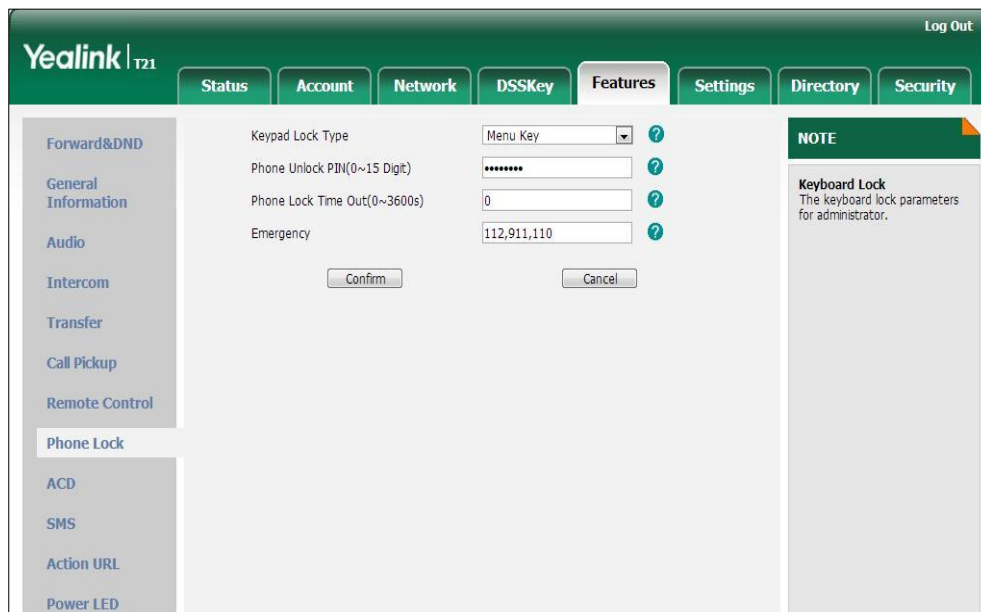 Log Out
Yealink T21
Status Account Network DSSKey Features Settings Directory Security
Forward&DND
General
Information
Audio
Intercom
Transfer
Call Pickup
Remote Control
Phone Lock
ACD
SMS
Action URL
Power LED
Keypad Lock Type Menu Key ?
Phone Unlock PIN(0~15 Digit) •••••••• ?
Phone Lock Time Out(0~3600s) 0 ?
Emergency 112,911,110 ?
Confirm Cancel
NOTE
Keyboard Lock
The keyboard lock parameters
for administrator.